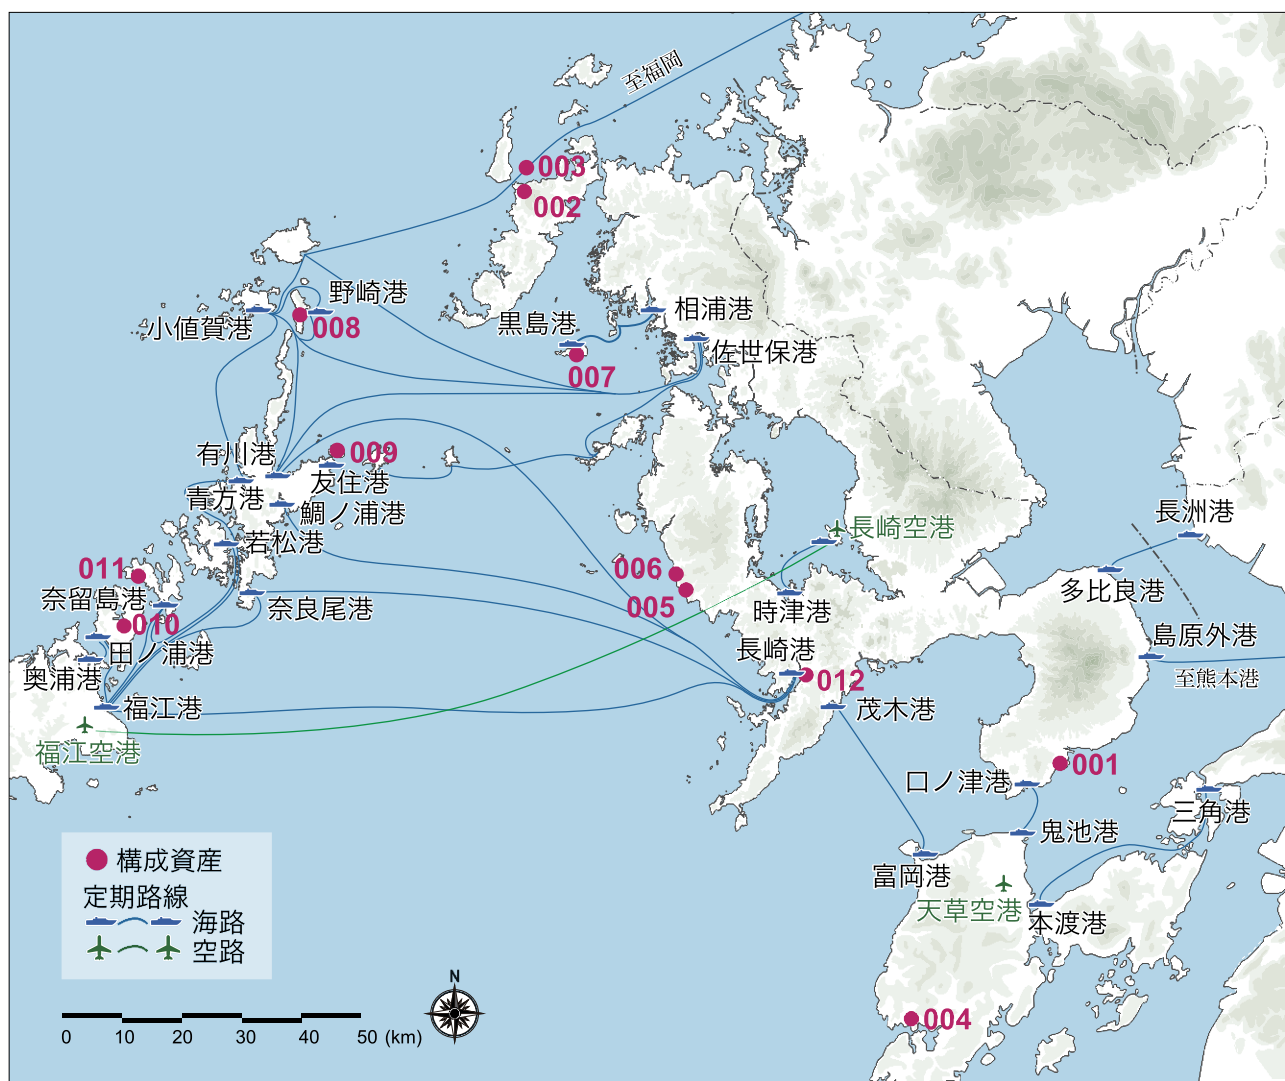 至福岡
003
002
野崎港
小値賀港
008
相浦港
黒島港
佐世保港
007
有川港
009
友住港
青方港
鯛ノ浦港
若松港
長洲港
長崎空港
011
006
多比良港
奈留島港
005
時津港
奈良尾港
010
島原外港
田ノ浦港
長崎港
至熊本港
奥浦港
012
福江港
茂木港
福江空港
001
口ノ津港
三角港
鬼池港
構成資産
富岡港
定期路線
天草空港
本渡港
海路
空路
N
004
0 10 20 30 40 50 (km)